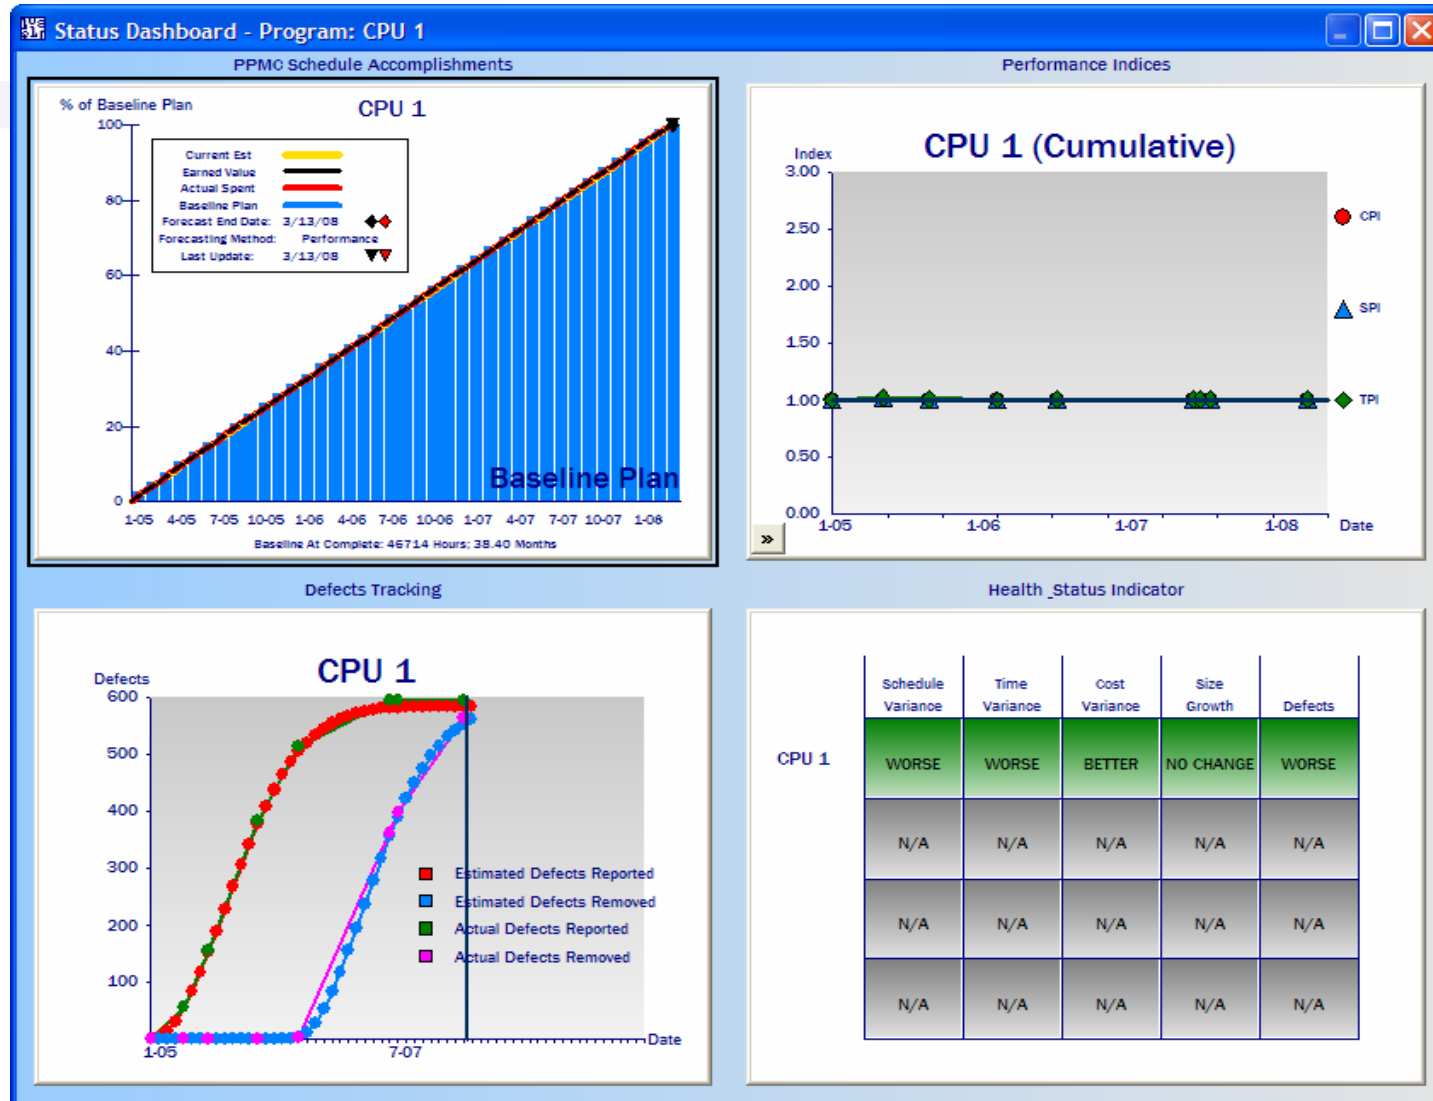 Status Dashboard - Program: CPU 1
PPMC Schedule Accomplishments
% of Baseline Plan
CPU 1
100
80
60
40
20
0
Current Est
Earned Value
Actual Spent
Baseline Plan
Forecast End Date: 3/13/08
Forecasting Method: Performance
Last Update: 3/13/08
Baseline Plan
1-05 4-05 7-05 10-05 1-06 4-06 7-06 10-06 1-07 4-07 7-07 10-07 1-08
Baseline At Complete: 46714 Hours; 38.40 Months
Performance Indices
CPU 1 (Cumulative)
Index
3.00
2.50
2.00
1.50
1.00
0.50
0.00
CPI
SPI
TPI
1-05 1-06 1-07 1-08 Date
»
Defects Tracking
CPU 1
Defects
600
500
400
300
200
100
Estimated Defects Reported
Estimated Defects Removed
Actual Defects Reported
Actual Defects Removed
1-05 7-07 Date
Health _Status Indicator
Schedule Variance Time Variance Cost Variance Size Growth Defects
CPU 1 WORSE WORSE BETTER NO CHANGE WORSE
N/A N/A N/A N/A N/A
N/A N/A N/A N/A N/A
N/A N/A N/A N/A N/A